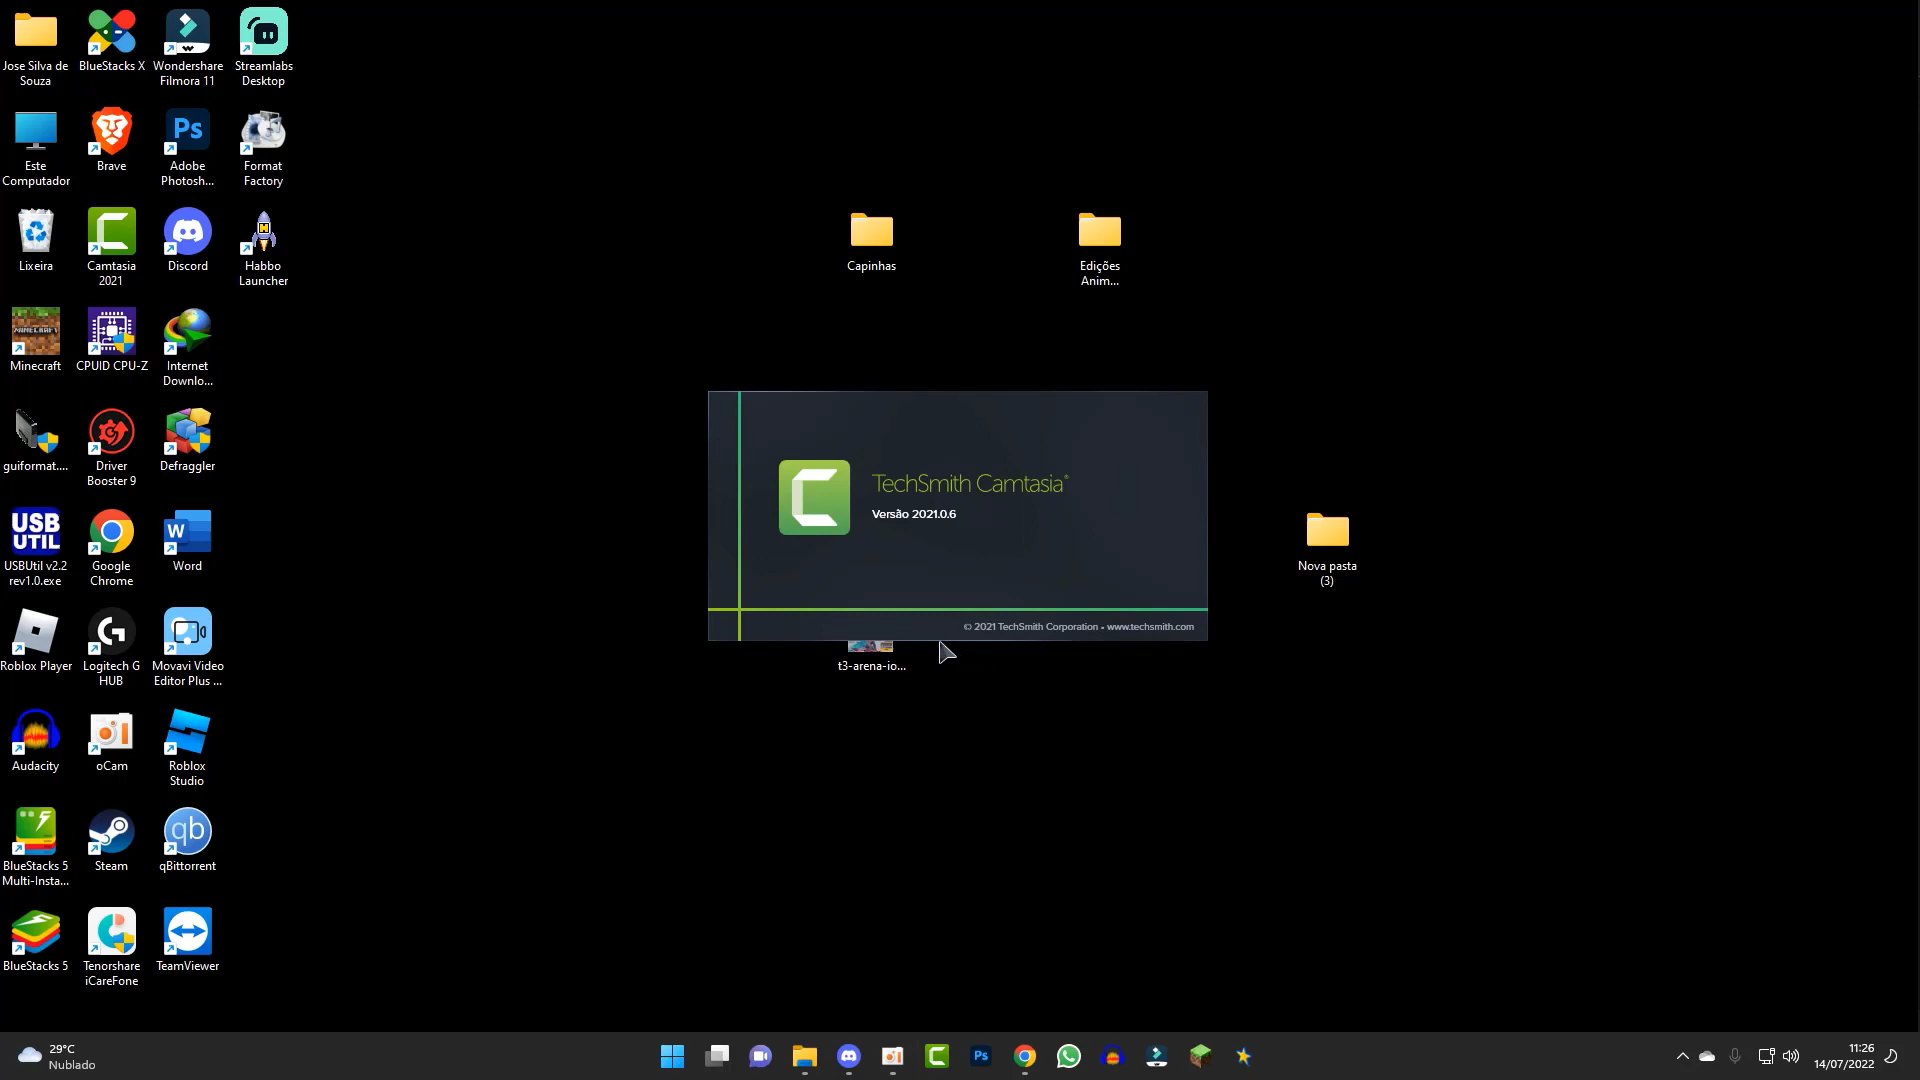 Jose Silva de
Souza
BlueStacks X
Wondershare
Filmora 11
Streamlabs
Desktop
Este
Computador
Brave
Ps
Adobe
Photosh...
Format
Factory
Lixeira
Camtasia
2021
Discord
Habbo
Launcher
Capinhas
Edições
Anim...
MINECRAFT
Minecraft
CPUID CPU-Z
Internet
Downlo...
guiformat....
Driver
Booster 9
Defraggler
TechSmith Camtasia®
Versão 2021.0.6
© 2021 TechSmith Corporation • www.techsmith.com
USB
UTIL
USBUtil v2.2
rev1.0.exe
Google
Chrome
W
Word
Nova pasta
(3)
Roblox Player
Logitech G
HUB
Movavi Video
Editor Plus ...
t3-arena-io...
Audacity
oCam
Roblox
Studio
BlueStacks 5
Multi-Insta...
Steam
qb
qBittorrent
BlueStacks 5
Tenorshare
iCareFone
TeamViewer
29°C
Nublado
Ps
11:26
14/07/2022